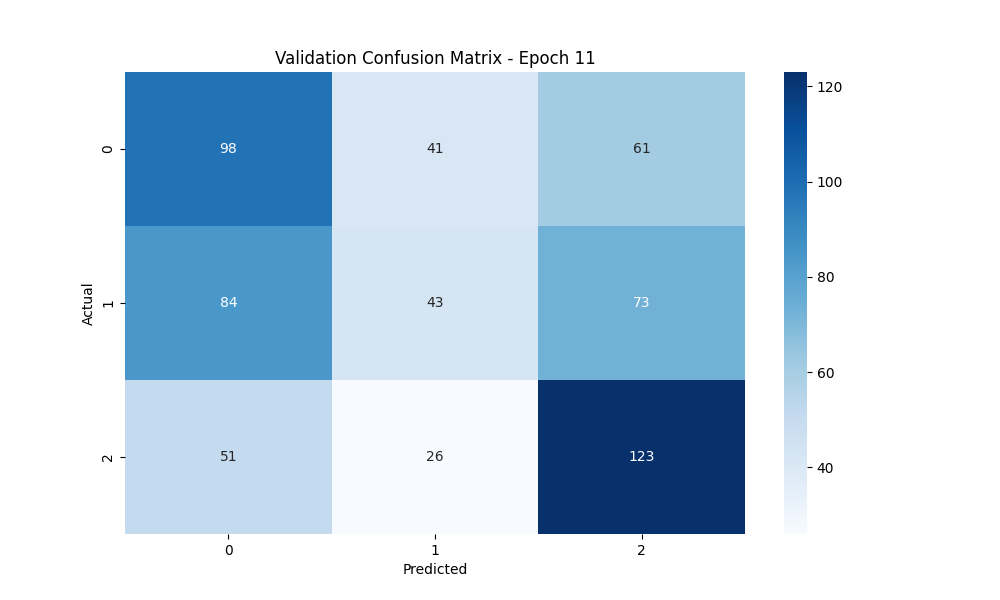 Validation Confusion Matrix - Epoch 11
0 98 41 61
1 84 43 73
2 51 26 123
0 1 2
Predicted
Actual
120
100
80
60
40